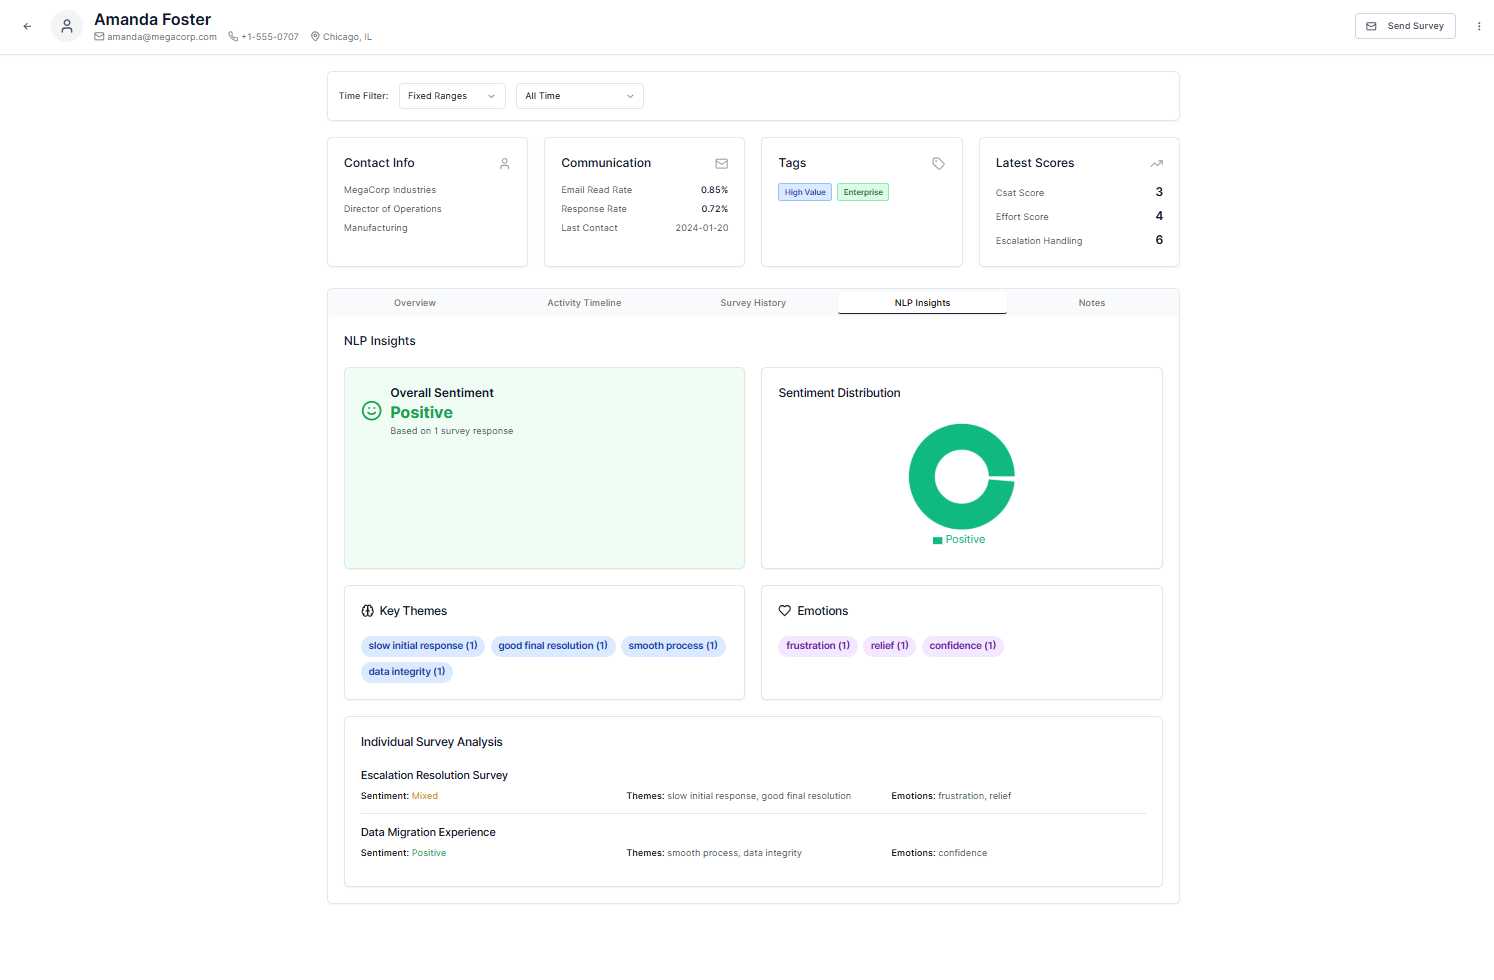 Amanda Foster
amanda@megacorp.com +1-555-0707 Chicago, IL
Send Survey
Time Filter: Fixed Ranges All Time
Contact Info
MegaCorp Industries
Director of Operations
Manufacturing
Communication
Email Read Rate 0.85%
Response Rate 0.72%
Last Contact 2024-01-20
Tags
High Value Enterprise
Latest Scores
Csat Score 3
Effort Score 4
Escalation Handling 6
Overview Activity Timeline Survey History NLP Insights Notes
NLP Insights
Overall Sentiment
Positive
Based on 1 survey response
Sentiment Distribution
Positive
Key Themes
slow initial response (1) good final resolution (1) smooth process (1)
data integrity (1)
Emotions
frustration (1) relief (1) confidence (1)
Individual Survey Analysis
Escalation Resolution Survey
Sentiment: Mixed Themes: slow initial response, good final resolution Emotions: frustration, relief
Data Migration Experience
Sentiment: Positive Themes: smooth process, data integrity Emotions: confidence